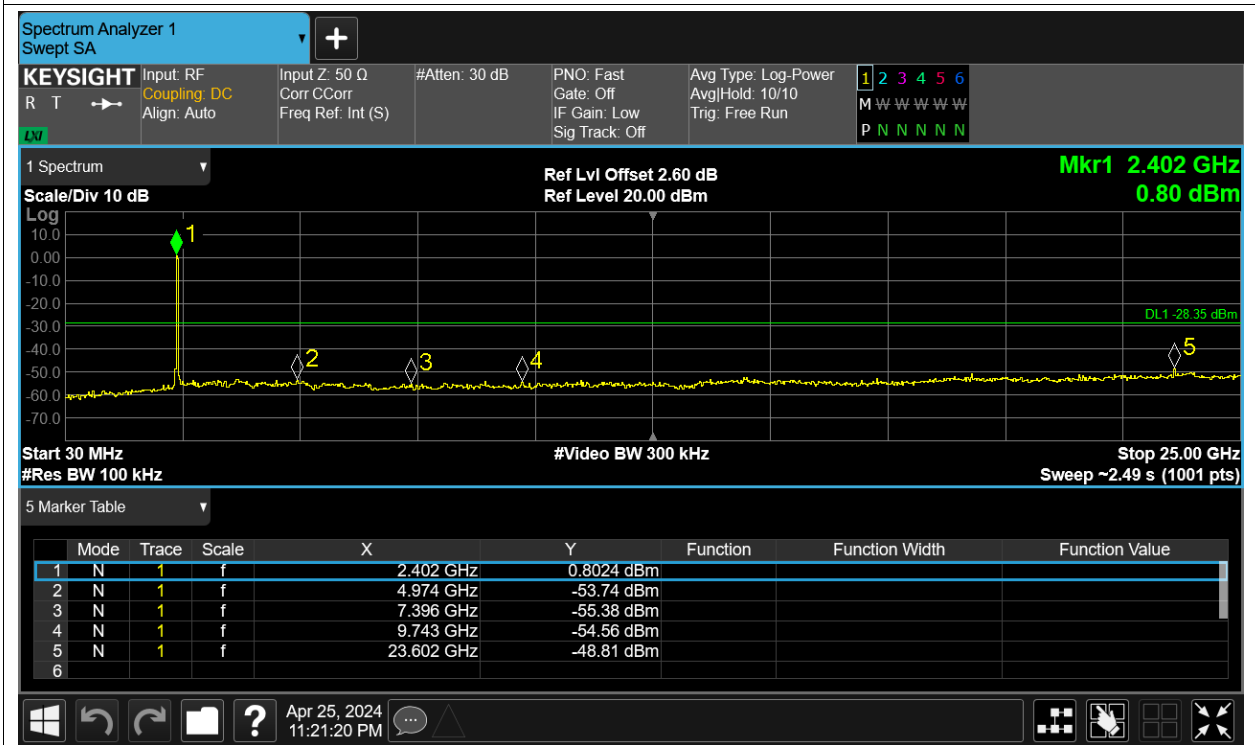 Spectrum Analyzer 1
Swept SA
+
KEYSIGHT Input: RF Input Z: 50 Ω #Atten: 30 dB PNO: Fast Avg Type: Log-Power 1 2 3 4 5 6
R T Coupling: DC Corr CCorr Gate: Off Avg|Hold: 10/10 M W W W W W
Align: Auto Freq Ref: Int (S) IF Gain: Low Trig: Free Run
LXI Sig Track: Off P N N N N N
1 Spectrum Ref Lvl Offset 2.60 dB Mkr1 2.402 GHz
Scale/Div 10 dB Ref Level 20.00 dBm 0.80 dBm
Log
10.0 1
0.00
-10.0
-20.0
DL1 -28.35 dBm
-30.0
-40.0 2 3 4 5
-50.0
-60.0
-70.0
Start 30 MHz #Video BW 300 kHz Stop 25.00 GHz
#Res BW 100 kHz Sweep ~2.49 s (1001 pts)
5 Marker Table
Mode Trace Scale X Y Function Function Width Function Value
1 N 1 f 2.402 GHz 0.8024 dBm
2 N 1 f 4.974 GHz -53.74 dBm
3 N 1 f 7.396 GHz -55.38 dBm
4 N 1 f 9.743 GHz -54.56 dBm
5 N 1 f 23.602 GHz -48.81 dBm
6
? Apr 25, 2024
11:21:20 PM